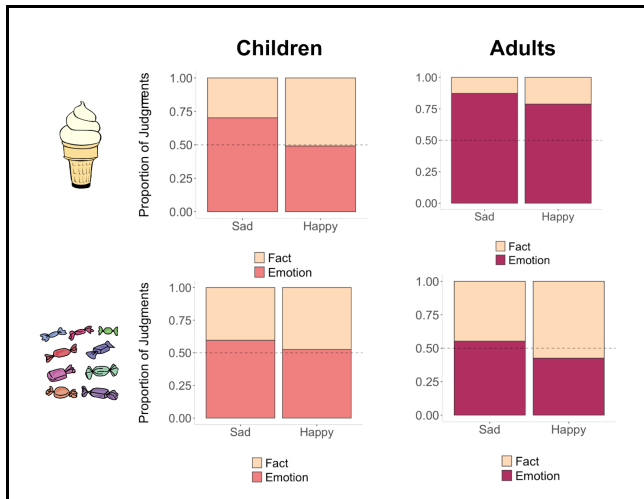 Children
Adults
Proportion of Judgments
1.00
0.75
0.50
0.25
0.00
Sad
Happy
Fact
Emotion
1.00
0.75
0.50
0.25
0.00
Sad
Happy
Fact
Emotion
Proportion of Judgments
1.00
0.75
0.50
0.25
0.00
Sad
Happy
Fact
Emotion
1.00
0.75
0.50
0.25
0.00
Sad
Happy
Fact
Emotion